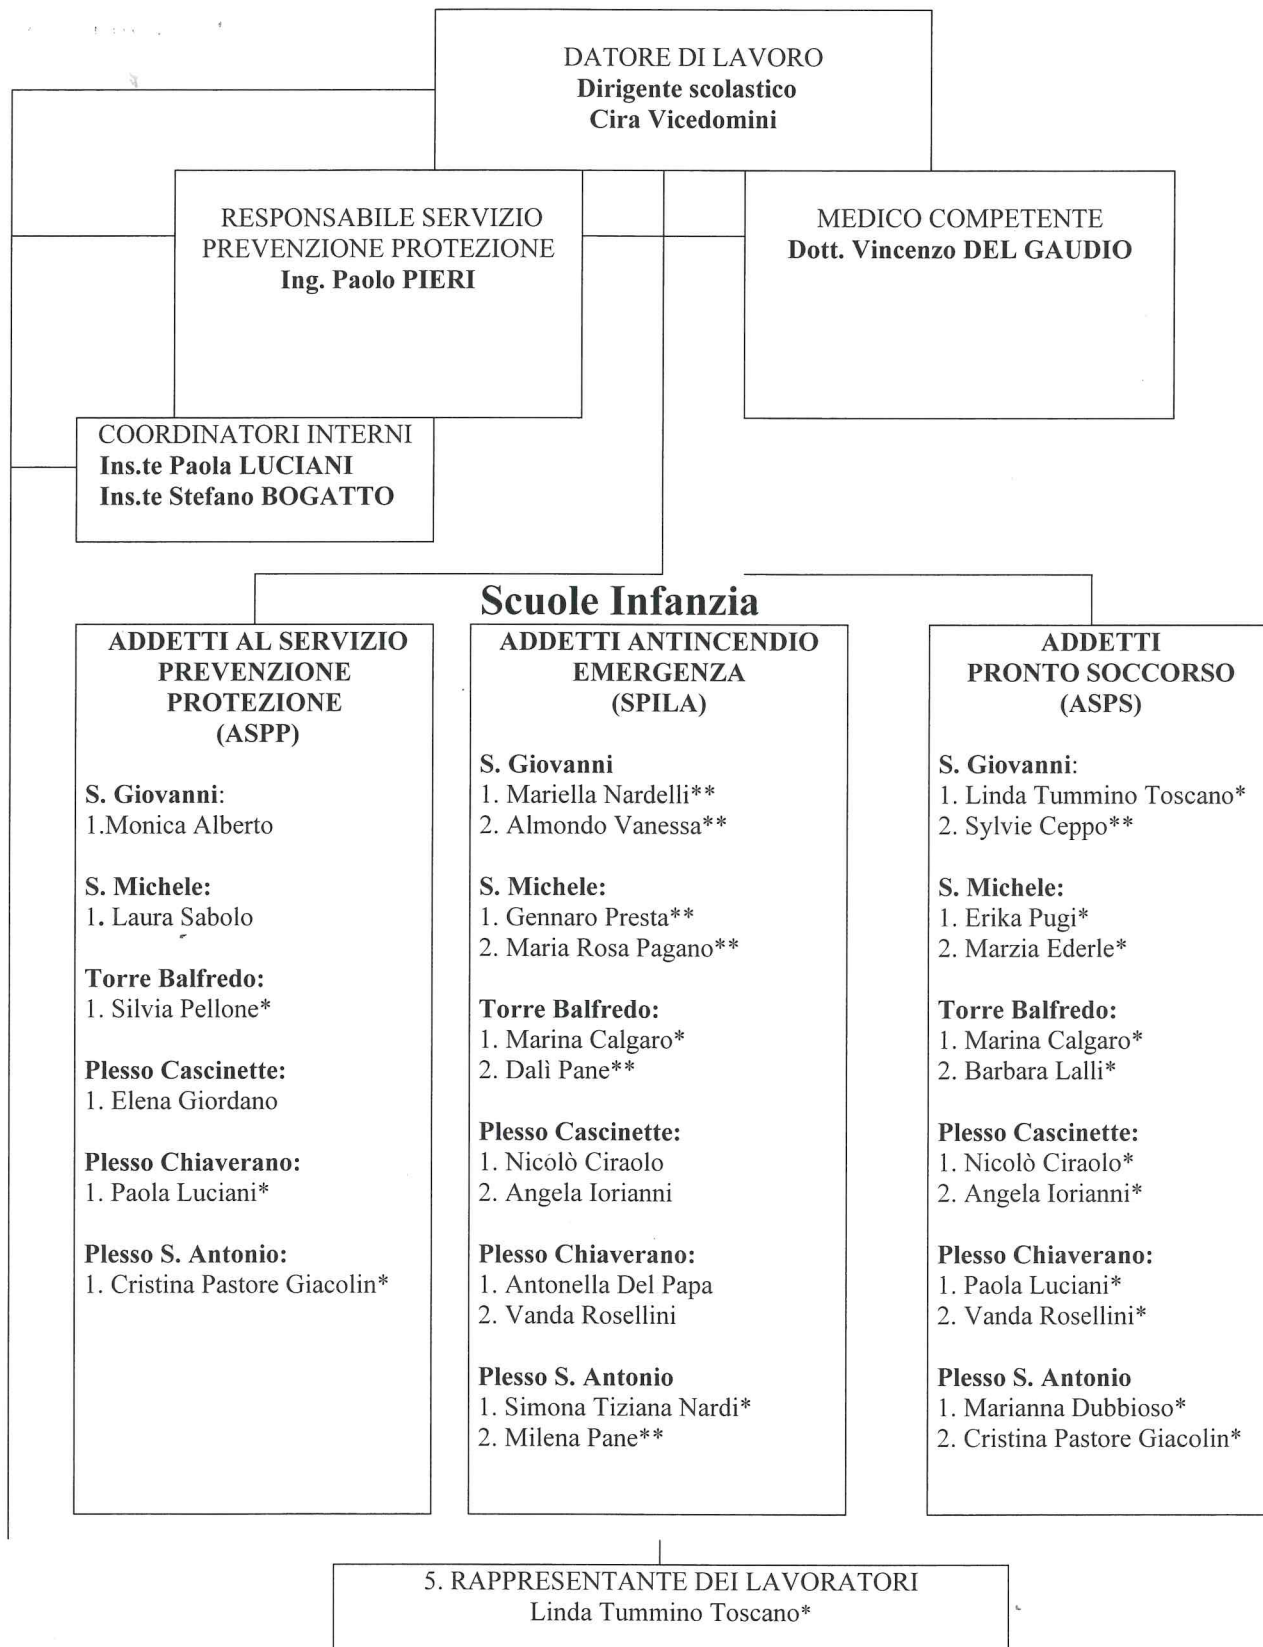 DATORE DI LAVORO
Dirigente scolastico
Cira Vicedomini
RESPONSABILE SERVIZIO
PREVENZIONE PROTEZIONE
Ing. Paolo PIERI
MEDICO COMPETENTE
Dott. Vincenzo DEL GAUDIO
COORDINATORI INTERNI
Ins.te Paola LUCIANI
Ins.te Stefano BOGATTO
Scuole Infanzia
ADDETTI AL SERVIZIO
PREVENZIONE
PROTEZIONE
(ASPP)
S. Giovanni:
1.Monica Alberto
S. Michele:
1. Laura Sabolo
Torre Balfredo:
1. Silvia Pellone*
Plesso Cascinette:
1. Elena Giordano
Plesso Chiaverano:
1. Paola Luciani*
Plesso S. Antonio:
1. Cristina Pastore Giacolin*
ADDETTI ANTINCENDIO
EMERGENZA
(SPILA)
S. Giovanni
1. Mariella Nardelli**
2. Almondo Vanessa**
S. Michele:
1. Gennaro Presta**
2. Maria Rosa Pagano**
Torre Balfredo:
1. Marina Calgaro*
2. Dalì Pane**
Plesso Cascinette:
1. Nicolò Ciraolo
2. Angela Iorianni
Plesso Chiaverano:
1. Antonella Del Papa
2. Vanda Rosellini
Plesso S. Antonio
1. Simona Tiziana Nardi*
2. Milena Pane**
ADDETTI
PRONTO SOCCORSO
(ASPS)
S. Giovanni:
1. Linda Tummino Toscano*
2. Sylvie Ceppo**
S. Michele:
1. Erika Pugi*
2. Marzia Ederle*
Torre Balfredo:
1. Marina Calgaro*
2. Barbara Lalli*
Plesso Cascinette:
1. Nicolò Ciraolo*
2. Angela Iorianni*
Plesso Chiaverano:
1. Paola Luciani*
2. Vanda Rosellini*
Plesso S. Antonio
1. Marianna Dubbioso*
2. Cristina Pastore Giacolin*
5. RAPPRESENTANTE DEI LAVORATORI
Linda Tummino Toscano*